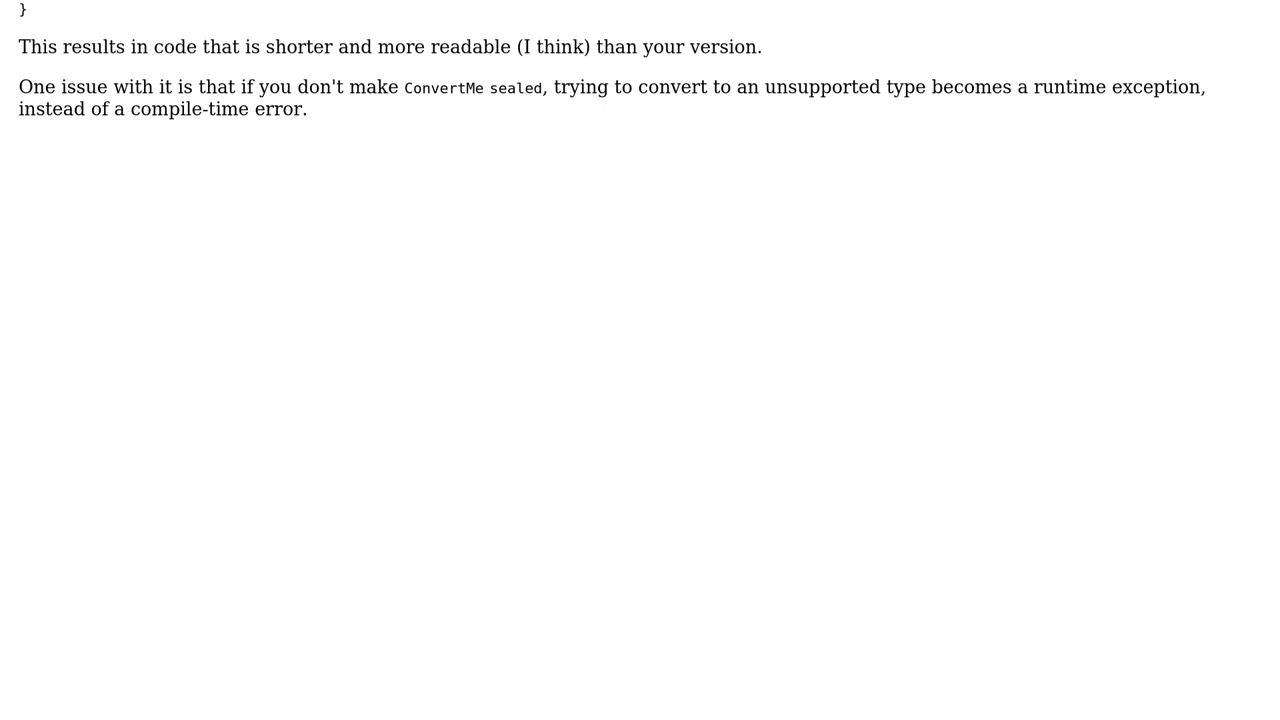 }
This results in code that is shorter and more readable (I think) than your version.
One issue with it is that if you don't make ConvertMe sealed, trying to convert to an unsupported type becomes a runtime exception,
instead of a compile-time error.